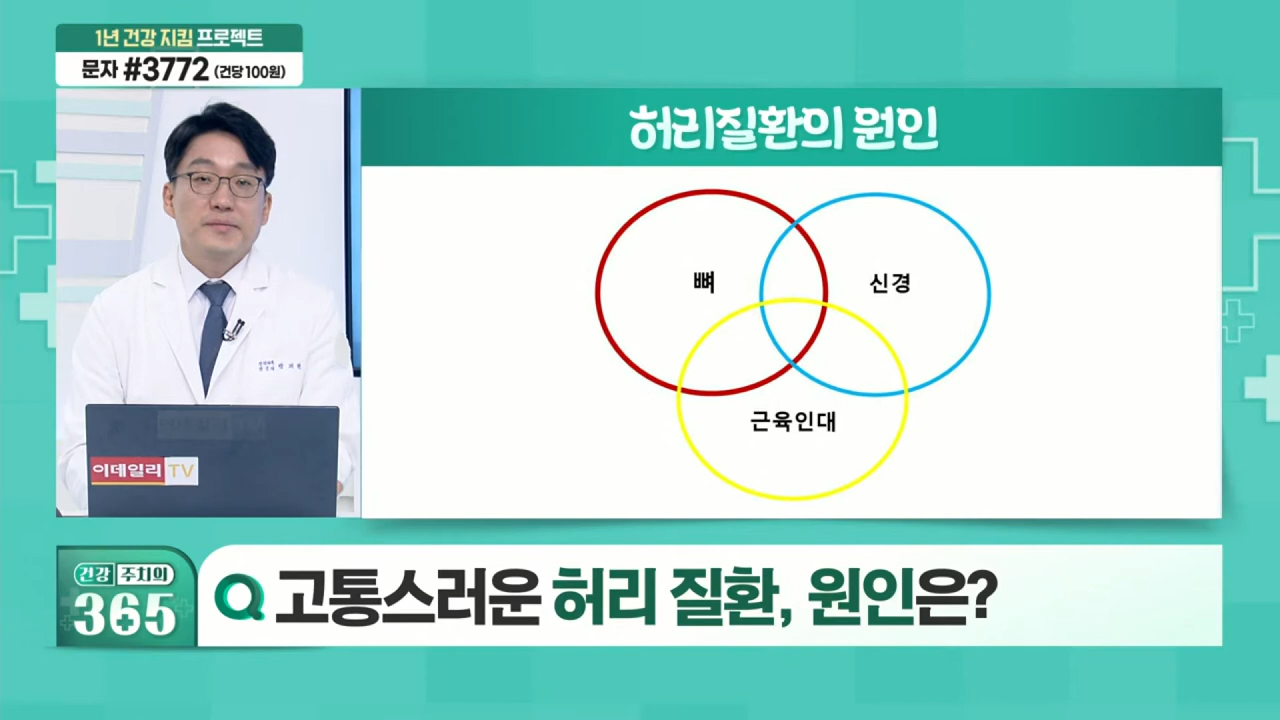 1년 건강 지킴 프로젝트
문자 #3772 (건당 100원)
허리질환의 원인
뼈
신경
근육인대
이데일리 TV
건강 주치의
365
Q 고통스러운 허리 질환, 원인은?